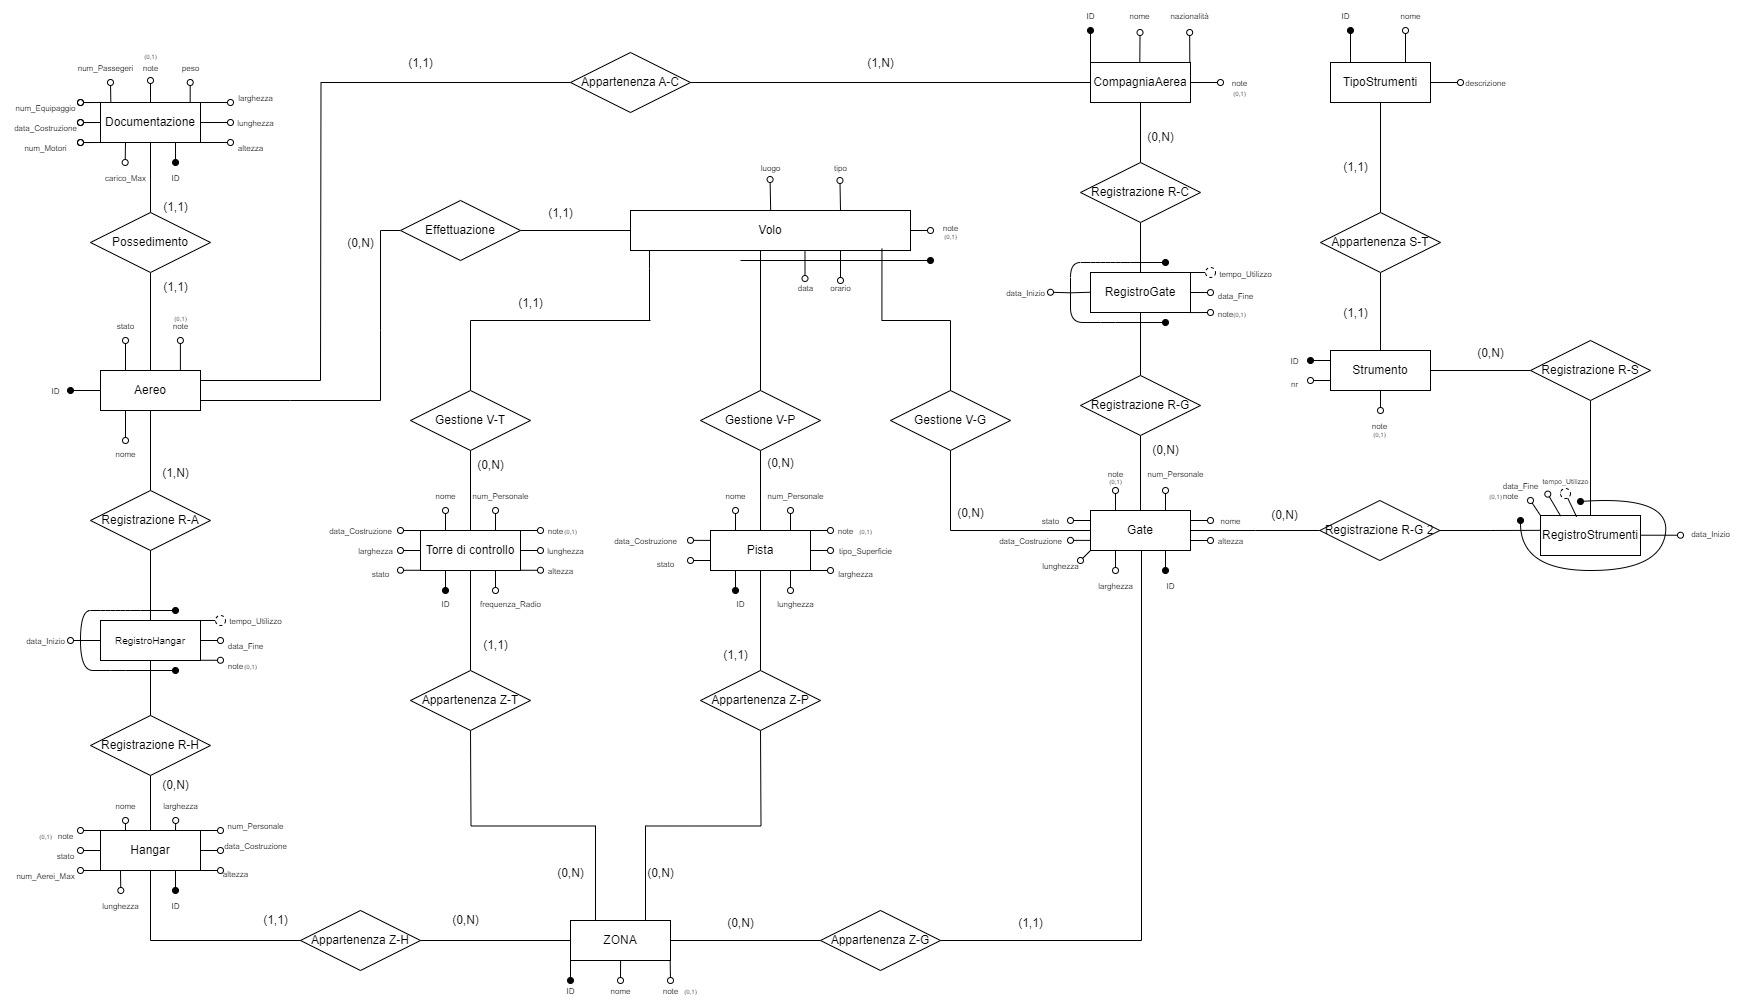 ID
nome
nazionalità
ID
nome
(0,1)
num_Passegeri
note
peso
(1,1)
Appartenenza A-C
(1,N)
CompagniaAerea
note
(0,1)
TipoStrumenti
descrizione
larghezza
num_Equipaggio
Documentazione
lunghezza
data_Costruzione
num_Motori
altezza
carico_Max
ID
(0,N)
(1,1)
luogo
tipo
Registrazione R-C
(1,1)
Possedimento
(0,N)
Effettuazione
(1,1)
Volo
note
(0,1)
Appartenenza S-T
(1,1)
data
orario
(1,1)
data_Inizio
RegistroGate
tempo_Utilizzo
data_Fine
note(0,1)
(1,1)
stato
(0,1)
note
ID
Aereo
nome
ID
nr
Strumento
(0,N)
Registrazione R-S
note
(0,1)
Gestione V-T
Gestione V-P
Gestione V-G
Registrazione R-G
(1,N)
(0,N)
(0,N)
(0,N)
nome
num_Personale
nome
num_Personale
note
(0,1)
num_Personale
data_Fine
tempo_Utilizzo
(0,1) note
Registrazione R-A
data_Costruzione
note(0,1)
larghezza
Torre di controllo
lunghezza
stato
altezza
ID
frequenza_Radio
data_Costruzione
note (0,1)
Pista
tipo_Superficie
stato
larghezza
ID
lunghezza
(0,N)
stato
nome
Gate
data_Costruzione
altezza
lunghezza
larghezza
ID
(0,N)
Registrazione R-G 2
RegistroStrumenti
data_Inizio
tempo_Utilizzo
data_Inizio
RegistroHangar
data_Fine
note(0,1)
(1,1)
(1,1)
Appartenenza Z-T
Appartenenza Z-P
Registrazione R-H
(0,N)
nome
larghezza
num_Personale
(0,1) note
Hangar
data_Costruzione
stato
num_Aerei_Max
altezza
lunghezza
ID
(0,N)
(0,N)
(1,1)
Appartenenza Z-H
(0,N)
ZONA
(0,N)
Appartenenza Z-G
(1,1)
ID
nome
note (0,1)